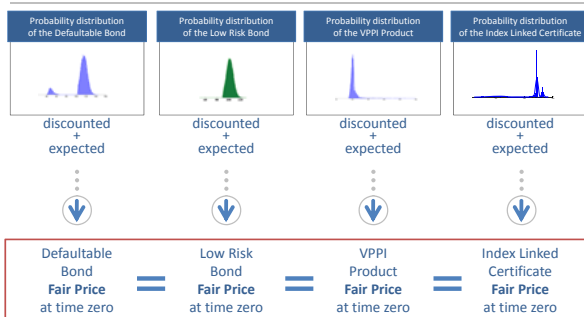 Probability distribution
of the Defaultable Bond
Probability distribution
of the Low Risk Bond
Probability distribution
of the VPPI Product
Probability distribution
of the Index Linked Certificate
discounted
+
expected
discounted
+
expected
discounted
+
expected
discounted
+
expected
Defaultable
Bond
Fair Price
at time zero
=
Low Risk
Bond
Fair Price
at time zero
=
VPPI
Product
Fair Price
at time zero
=
Index Linked
Certificate
Fair Price
at time zero